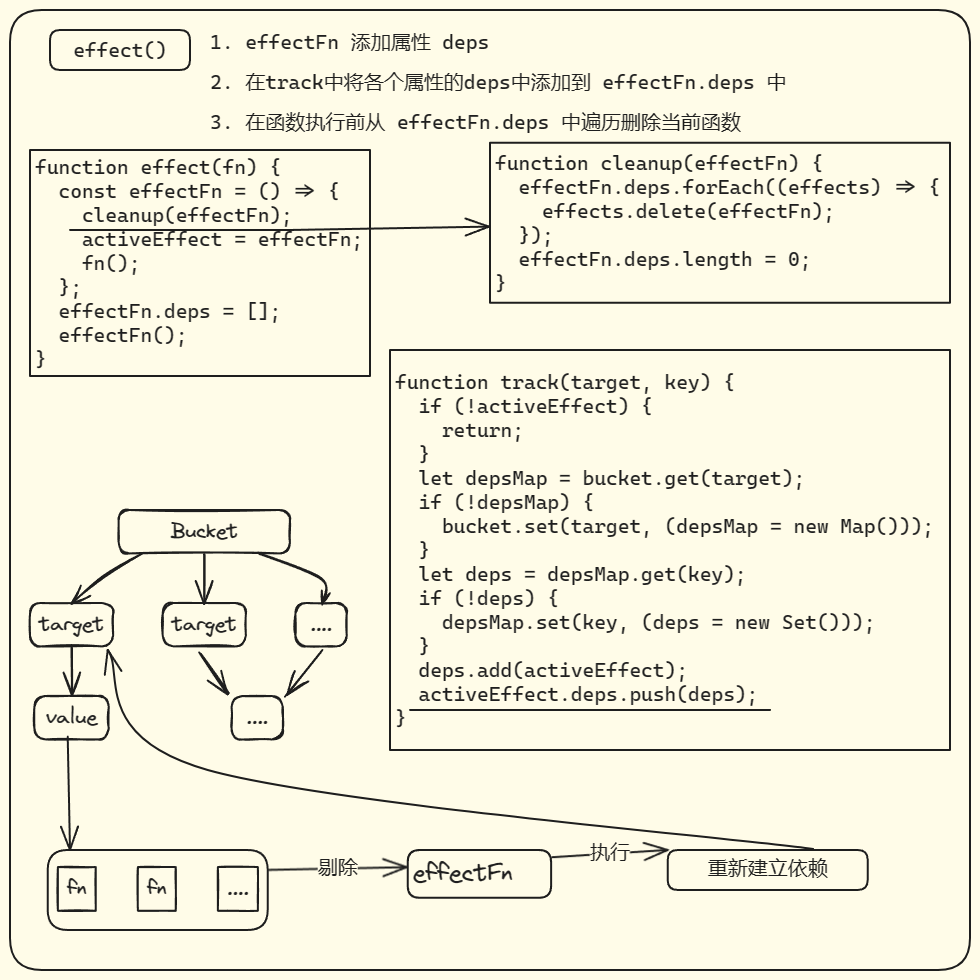 effect()
1. effectFn 添加属性 deps
2. 在track中将各个属性的deps中添加到 effectFn.deps 中
3. 在函数执行前从 effectFn.deps 中遍历删除当前函数
function effect(fn) {
  const effectFn = () => {
    cleanup(effectFn);
    activeEffect = effectFn;
    fn();
  };
  effectFn.deps = [];
  effectFn();
}
function cleanup(effectFn) {
  effectFn.deps.forEach((effects) => {
    effects.delete(effectFn);
  });
  effectFn.deps.length = 0;
}
function track(target, key) {
  if (!activeEffect) {
    return;
  }
  let depsMap = bucket.get(target);
  if (!depsMap) {
    bucket.set(target, (depsMap = new Map()));
  }
  let deps = depsMap.get(key);
  if (!deps) {
    depsMap.set(key, (deps = new Set()));
  }
  deps.add(activeEffect);
  activeEffect.deps.push(deps);
}
Bucket
target
target
....
value
....
fn
fn
....
剔除
effectFn
执行
重新建立依赖